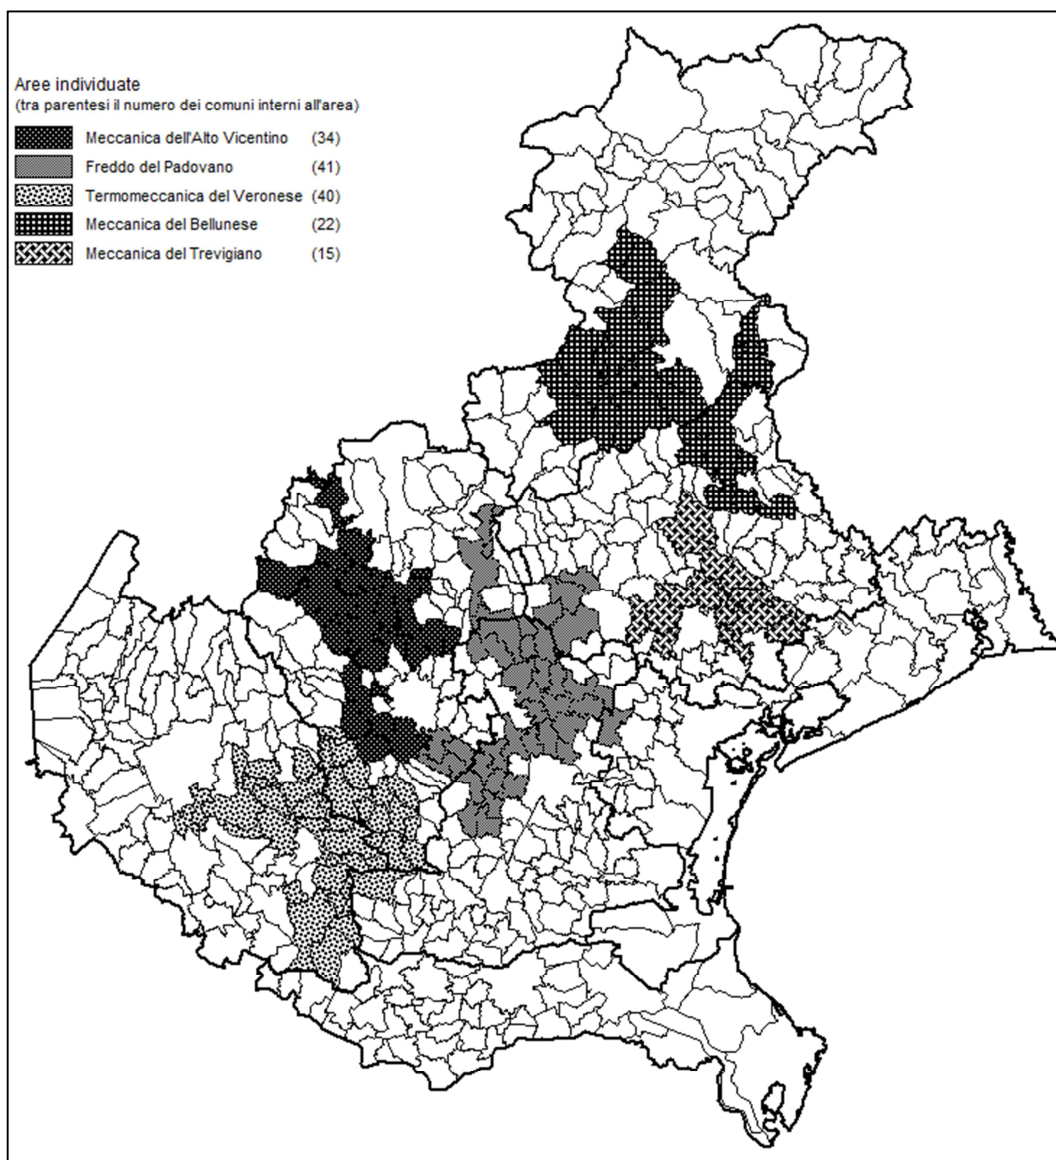 Aree individuate
(tra parentesi il numero dei comuni interni all'area)
Meccanica dell'Alto Vicentino (34)
Freddo del Padovano (41)
Termomeccanica del Veronese (40)
Meccanica del Bellunese (22)
Meccanica del Trevigiano (15)